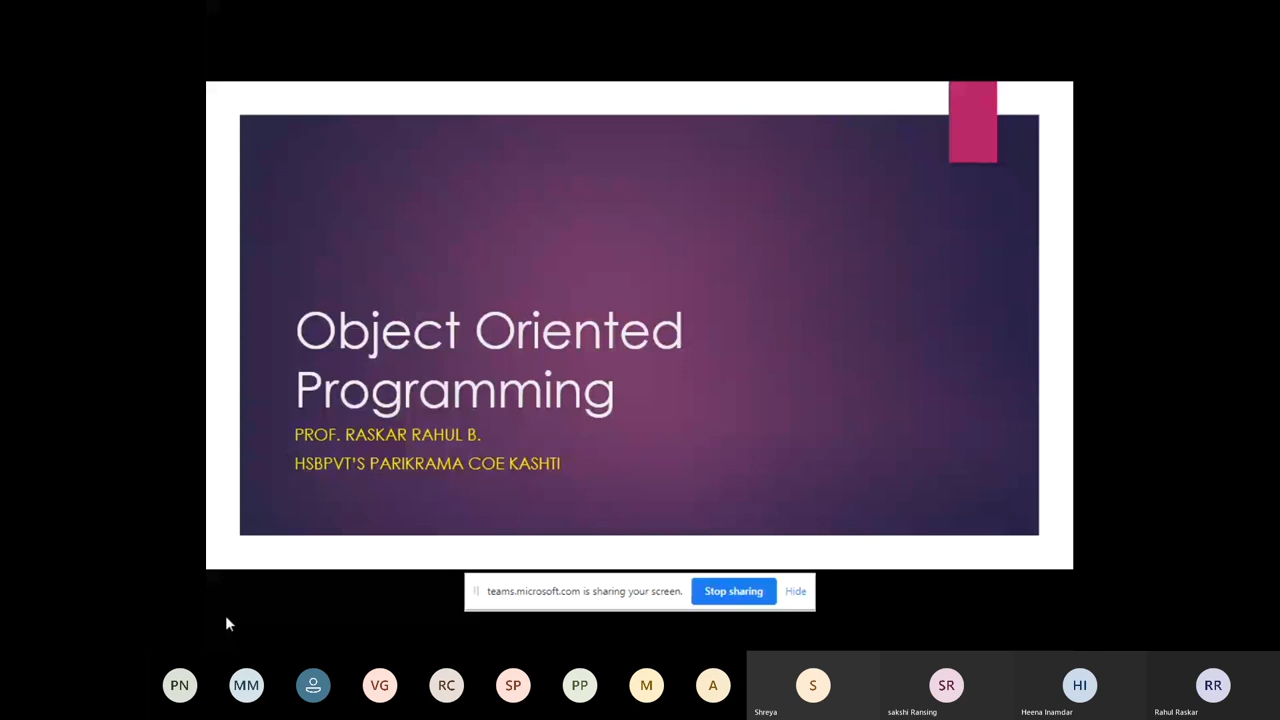 Object Oriented
Programming
PROF. RASKAR RAHUL B.
HSBPVT'S PARIKRAMA COE KASHTI
teams.microsoft.com is sharing your screen. Stop sharing Hide
PN MM VG RC SP PP M A S SR HI RR
Shreya sakshi Ransing Heena Inamdar Rahul Raskar